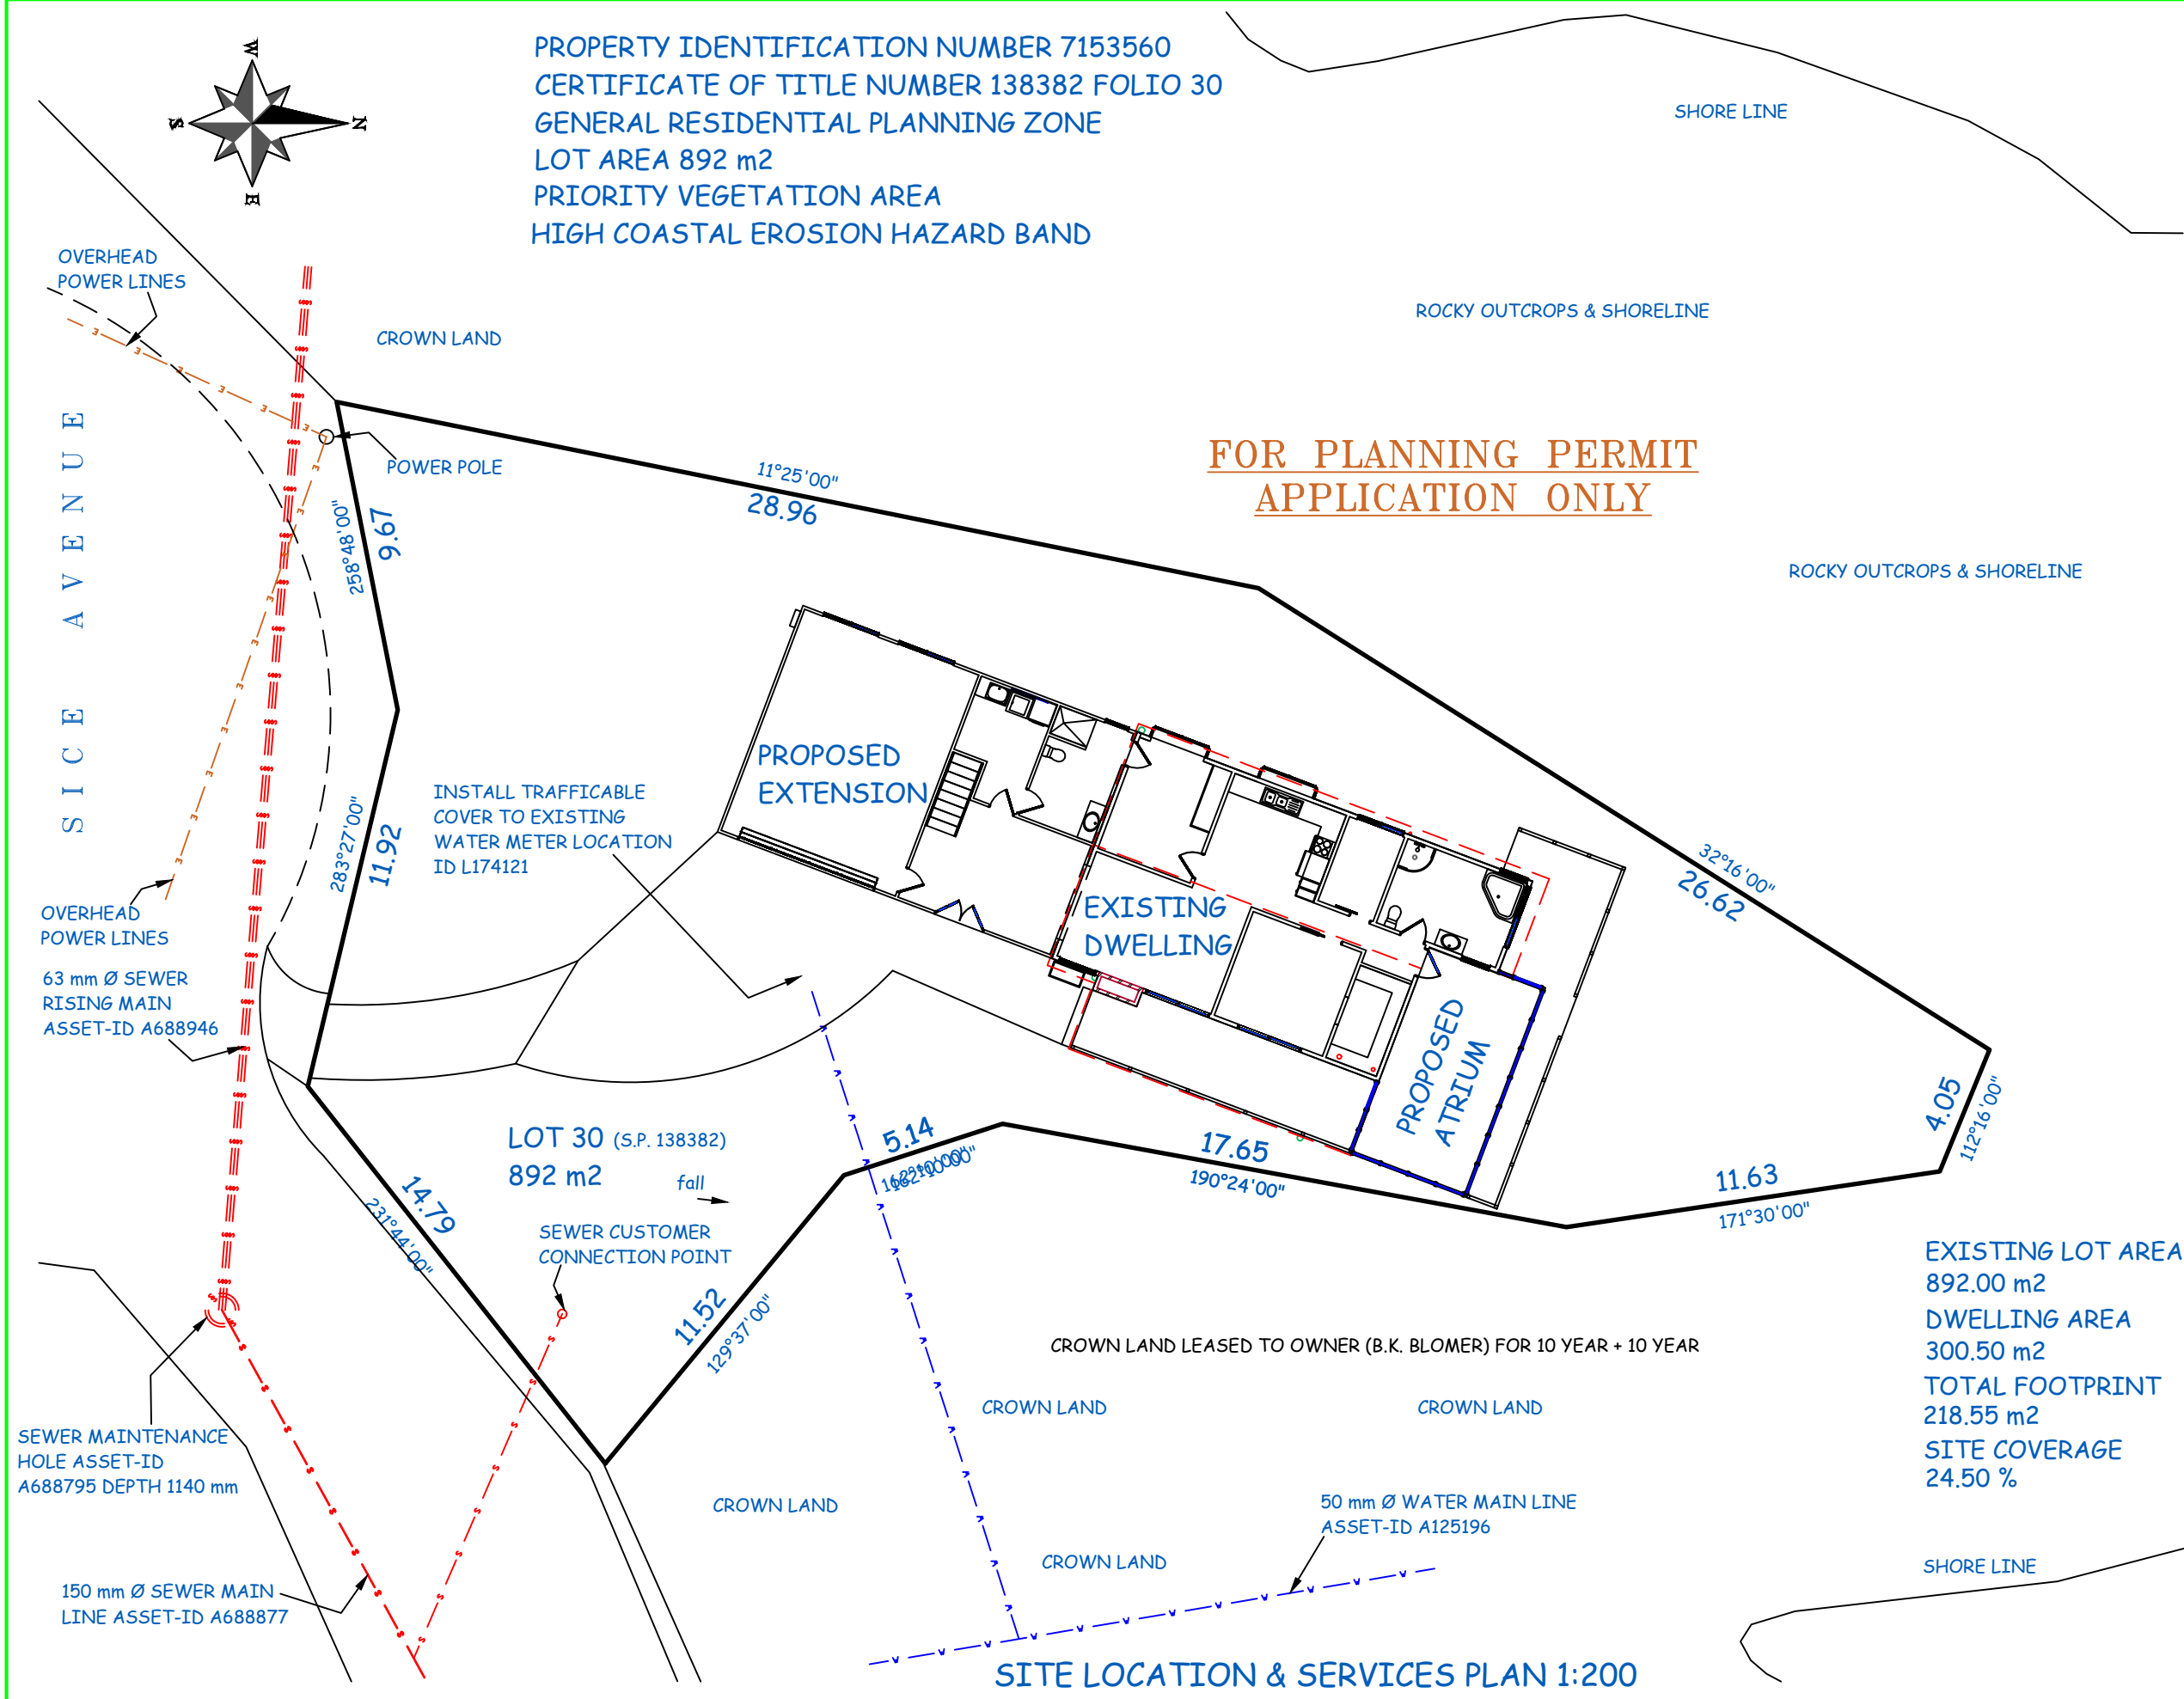 W
N
S
E
PROPERTY IDENTIFICATION NUMBER 7153560
CERTIFICATE OF TITLE NUMBER 138382 FOLIO 30
GENERAL RESIDENTIAL PLANNING ZONE
LOT AREA 892 m2
PRIORITY VEGETATION AREA
HIGH COASTAL EROSION HAZARD BAND
SHORE LINE
ROCKY OUTCROPS & SHORELINE
OVERHEAD
POWER LINES
CROWN LAND
POWER POLE
FOR PLANNING PERMIT
APPLICATION ONLY
ROCKY OUTCROPS & SHORELINE
SICE AVENUE
11°25'00"
28.96
258°48'00"
9.67
283°27'00"
11.92
32°16'00"
26.62
PROPOSED
EXTENSION
INSTALL TRAFFICABLE
COVER TO EXISTING
WATER METER LOCATION
ID L174121
EXISTING
DWELLING
PROPOSED
ATRIUM
OVERHEAD
POWER LINES
63 mm Ø SEWER
RISING MAIN
ASSET-ID A688946
4.05
112°16'00"
LOT 30 (S.P. 138382)
892 m2
fall
5.14
162°10'00"
17.65
190°24'00"
11.63
171°30'00"
14.79
231°44'00"
SEWER CUSTOMER
CONNECTION POINT
11.52
129°37'00"
CROWN LAND LEASED TO OWNER (B.K. BLOMER) FOR 10 YEAR + 10 YEAR
CROWN LAND
CROWN LAND
EXISTING LOT AREA
892.00 m2
DWELLING AREA
300.50 m2
TOTAL FOOTPRINT
218.55 m2
SITE COVERAGE
24.50 %
SEWER MAINTENANCE
HOLE ASSET-ID
A688795 DEPTH 1140 mm
CROWN LAND
50 mm Ø WATER MAIN LINE
ASSET-ID A125196
CROWN LAND
SHORE LINE
150 mm Ø SEWER MAIN
LINE ASSET-ID A688877
SITE LOCATION & SERVICES PLAN 1:200